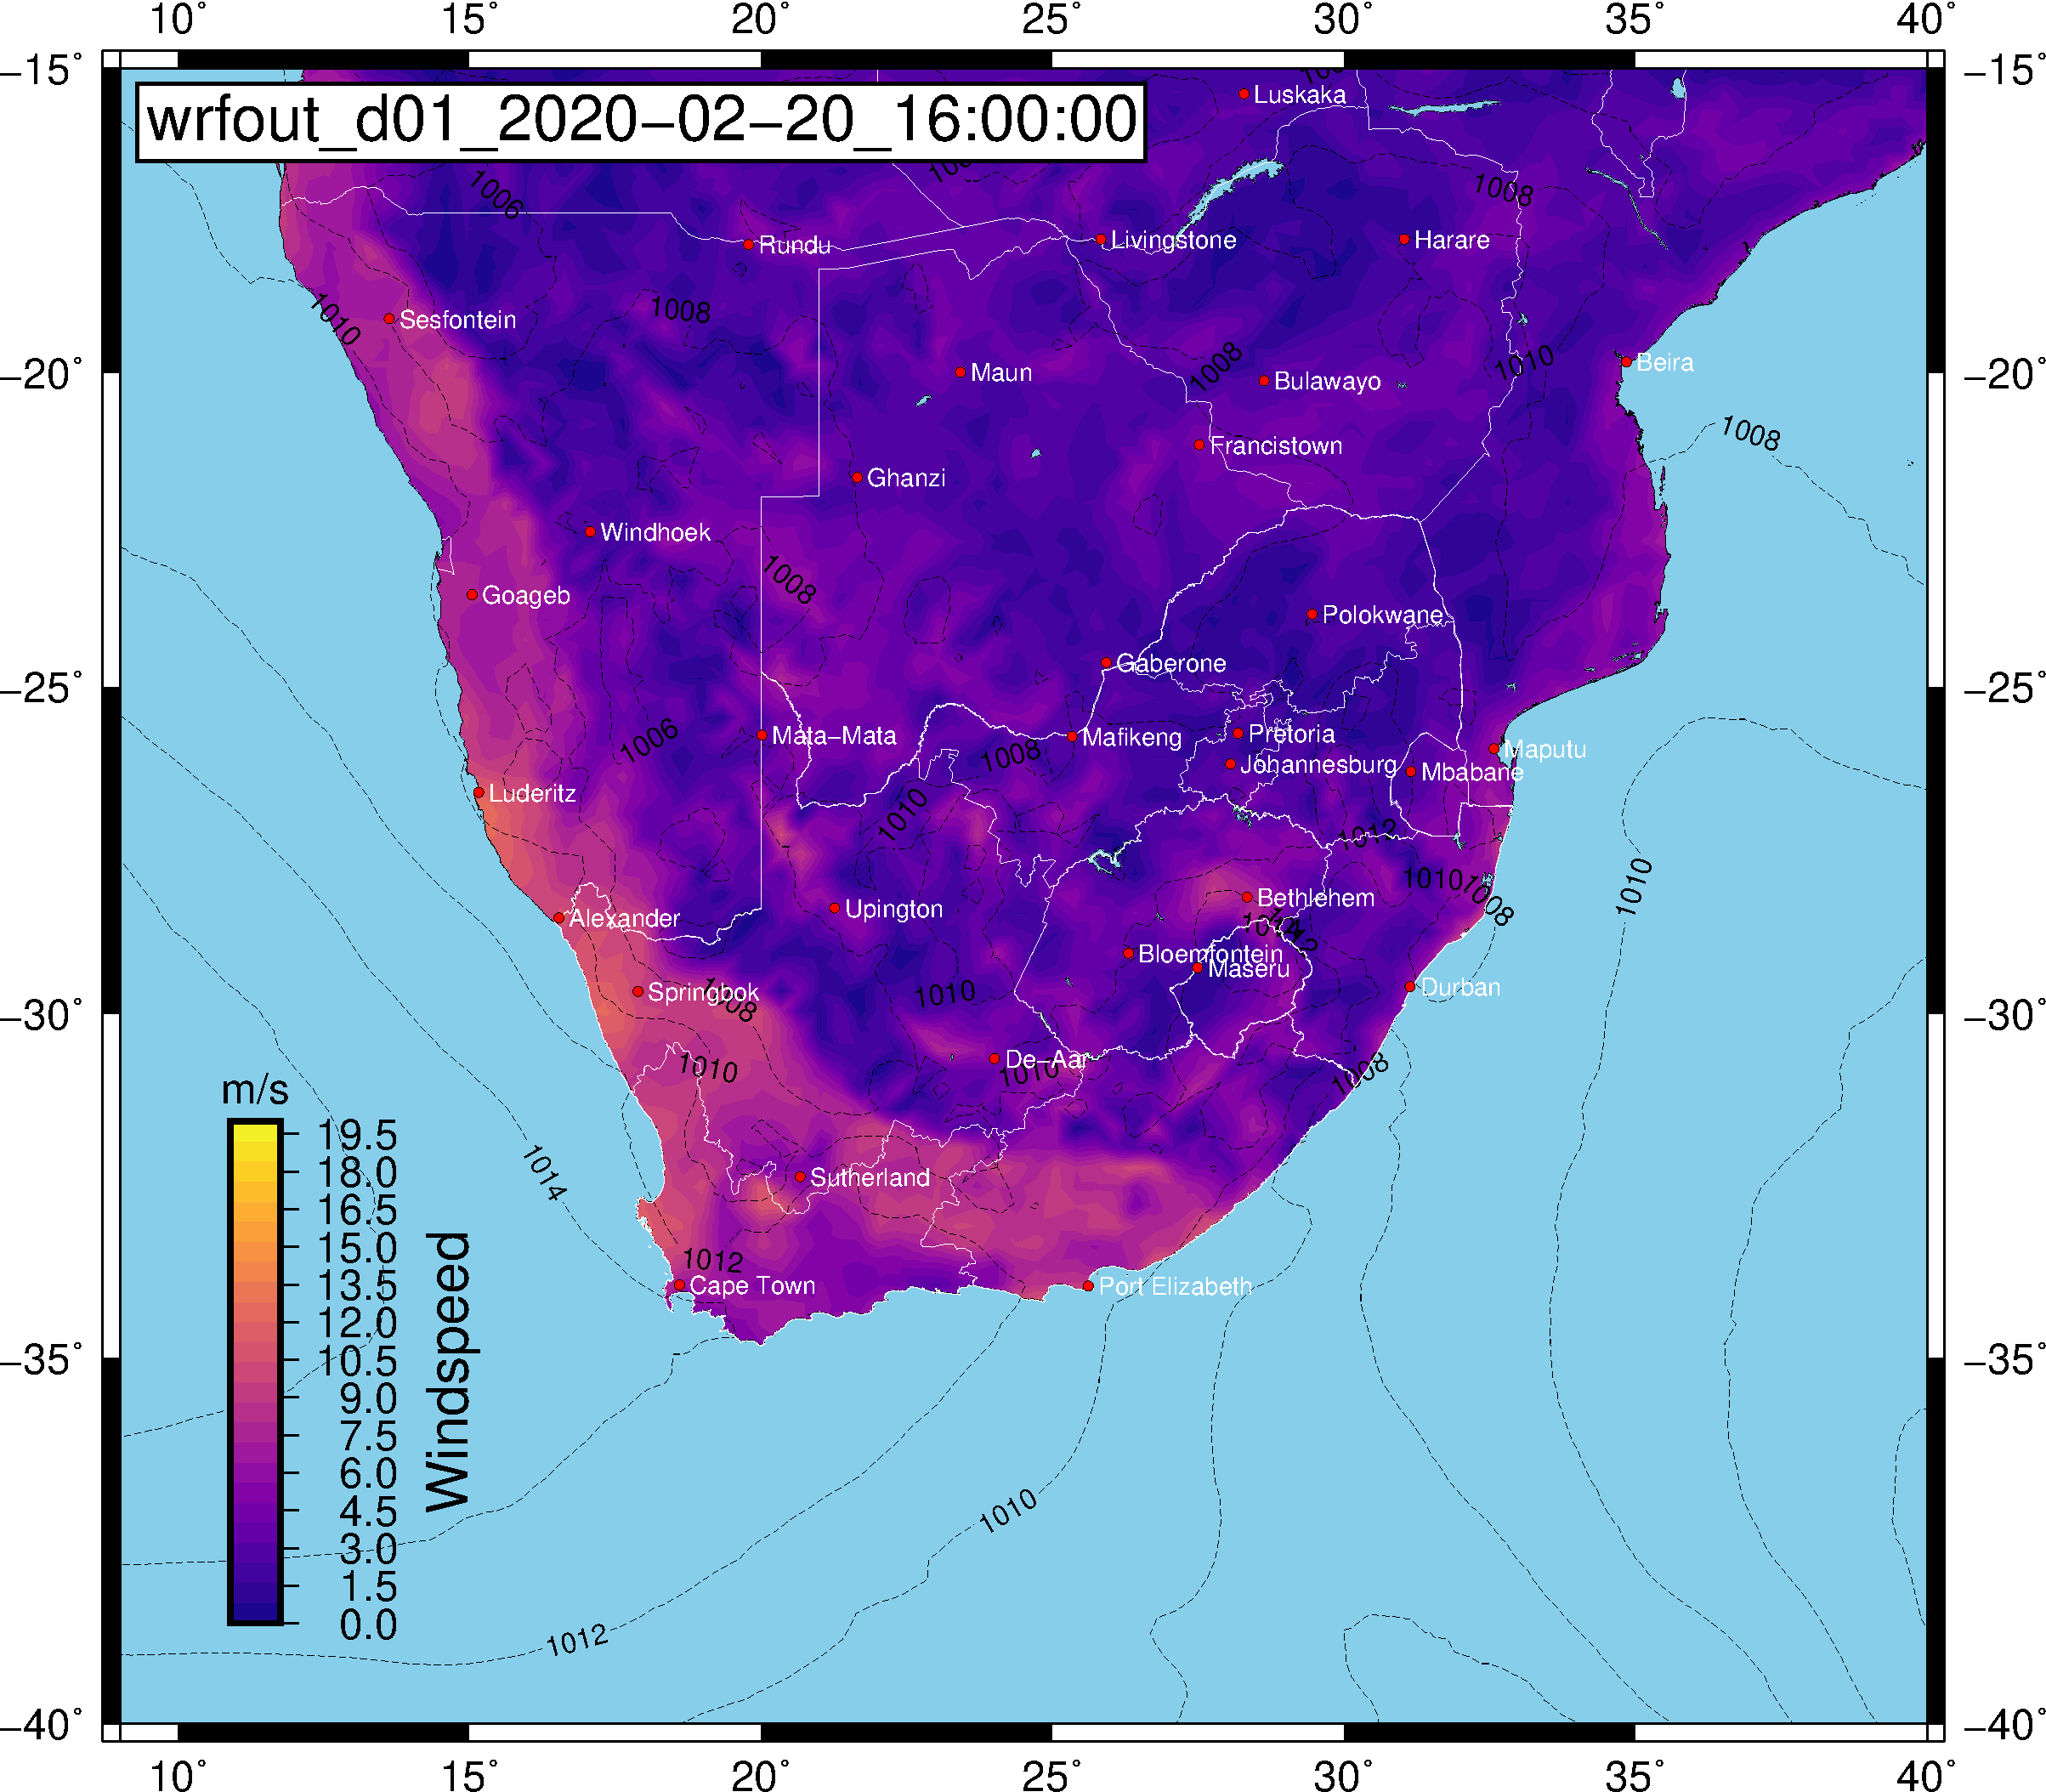 10° 15° 20° 25° 30° 35° 40°
−15° −15°
wrfout_d01_2020−02−20_16:00:00
Luskaka
1006
1008
Rundu
Livingstone
Harare
1010
Sesfontein
1008
1008
1010
Beira
−20° −20°
Maun
Bulawayo
1008
Francistown
Ghanzi
Windhoek
1008
Goageb
Polokwane
Gaberone
−25° −25°
1006
Mata−Mata
1008
Mafikeng
Pretoria
Johannesburg
Mbabane
Maputu
Luderitz
1010
1012
1010
1008
1010
Bethlehem
Alexander
Upington
1012
Bloemfontein
Maseru
Springbok
1008
1010
Durban
−30° −30°
1010
De−Aar
1010
1008
m/s
1014
Sutherland
19.5
18.0
16.5
15.0
13.5
12.0
10.5
9.0
7.5
6.0
4.5
3.0
1.5
0.0
Windspeed
1012
Cape Town
Port Elizabeth
−35° −35°
1010
1012
−40° −40°
10° 15° 20° 25° 30° 35° 40°